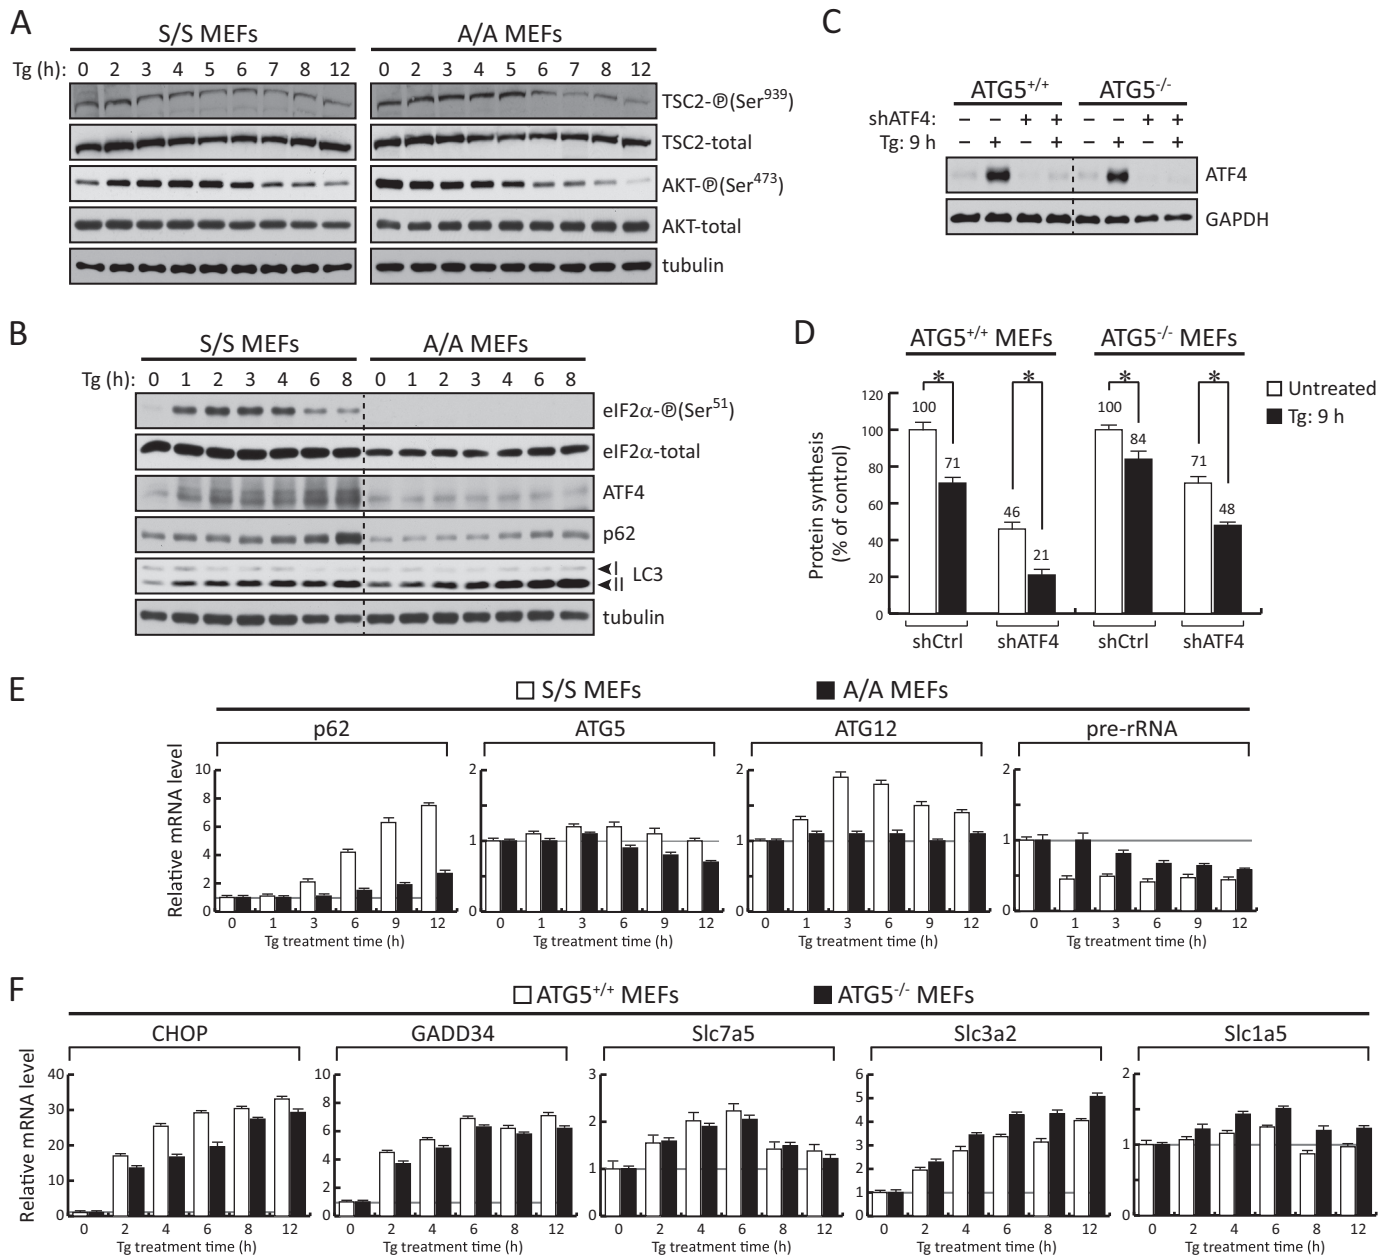 A
S/S MEFs
A/A MEFs
Tg (h): 0 2 3 4 5 6 7 8 12 0 2 3 4 5 6 7 8 12
TSC2-Ⓟ(Ser939)
TSC2-total
AKT-Ⓟ(Ser473)
AKT-total
tubulin
C
ATG5+/+ ATG5-/-
shATF4: – – + + – – + +
Tg: 9 h – + – + – + – +
ATF4
GAPDH
B
S/S MEFs
A/A MEFs
Tg (h): 0 1 2 3 4 6 8 0 1 2 3 4 6 8
eIF2α-Ⓟ(Ser51)
eIF2α-total
ATF4
p62
I
II
LC3
tubulin
D
ATG5+/+ MEFs ATG5-/- MEFs
Untreated
Tg: 9 h
Protein synthesis
(% of control)
120
100
80
60
40
20
0
* * * *
100 71 46 21 100 84 71 48
shCtrl shATF4 shCtrl shATF4
E
S/S MEFs A/A MEFs
p62 ATG5 ATG12 pre-rRNA
Relative mRNA level
10
8
6
4
2
0
2
1
0
2
1
0
2
1
0
0 1 3 6 9 12 0 1 3 6 9 12 0 1 3 6 9 12 0 1 3 6 9 12
Tg treatment time (h) Tg treatment time (h) Tg treatment time (h) Tg treatment time (h)
F
ATG5+/+ MEFs ATG5-/- MEFs
CHOP GADD34 Slc7a5 Slc3a2 Slc1a5
Relative mRNA level
40
30
20
10
0
10
8
6
4
2
0
3
2
1
0
6
5
4
3
2
1
0
2
1
0
0 2 4 6 8 12 0 2 4 6 8 12 0 2 4 6 8 12 0 2 4 6 8 12 0 2 4 6 8 12
Tg treatment time (h) Tg treatment time (h) Tg treatment time (h) Tg treatment time (h) Tg treatment time (h)